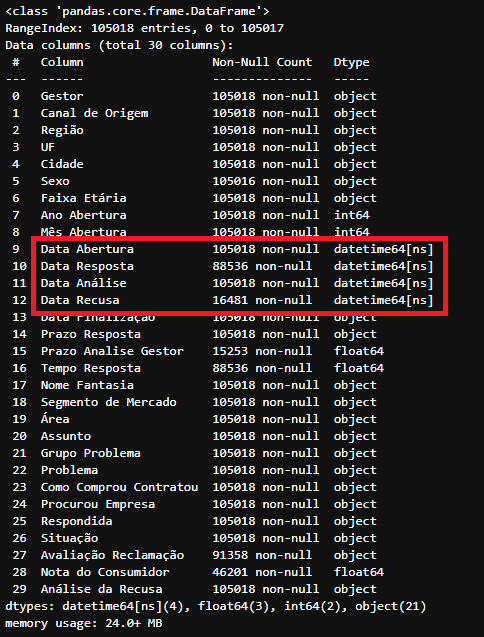 <class 'pandas.core.frame.DataFrame'>
RangeIndex: 105018 entries, 0 to 105017
Data columns (total 30 columns):
 #   Column                 Non-Null Count   Dtype
---  ------                 --------------   -----
 0   Gestor                 105018 non-null  object
 1   Canal de Origem        105018 non-null  object
 2   Região                 105018 non-null  object
 3   UF                     105018 non-null  object
 4   Cidade                 105018 non-null  object
 5   Sexo                   105016 non-null  object
 6   Faixa Etária           105018 non-null  object
 7   Ano Abertura           105018 non-null  int64
 8   Mês Abertura           105018 non-null  int64
 9   Data Abertura          105018 non-null  datetime64[ns]
 10  Data Resposta          88536 non-null   datetime64[ns]
 11  Data Análise           105018 non-null  datetime64[ns]
 12  Data Recusa            16481 non-null   datetime64[ns]
 13  Data Finalização       105018 non-null  object
 14  Prazo Resposta         105018 non-null  object
 15  Prazo Analise Gestor   15253 non-null   float64
 16  Tempo Resposta         88536 non-null   float64
 17  Nome Fantasia          105018 non-null  object
 18  Segmento de Mercado    105018 non-null  object
 19  Área                   105018 non-null  object
 20  Assunto                105018 non-null  object
 21  Grupo Problema         105018 non-null  object
 22  Problema               105018 non-null  object
 23  Como Comprou Contratou  105018 non-null  object
 24  Procurou Empresa       105018 non-null  object
 25  Respondida             105018 non-null  object
 26  Situação               105018 non-null  object
 27  Avaliação Reclamação   91358 non-null   object
 28  Nota do Consumidor     46201 non-null   float64
 29  Análise da Recusa      105018 non-null  object
dtypes: datetime64[ns](4), float64(3), int64(2), object(21)
memory usage: 24.0+ MB